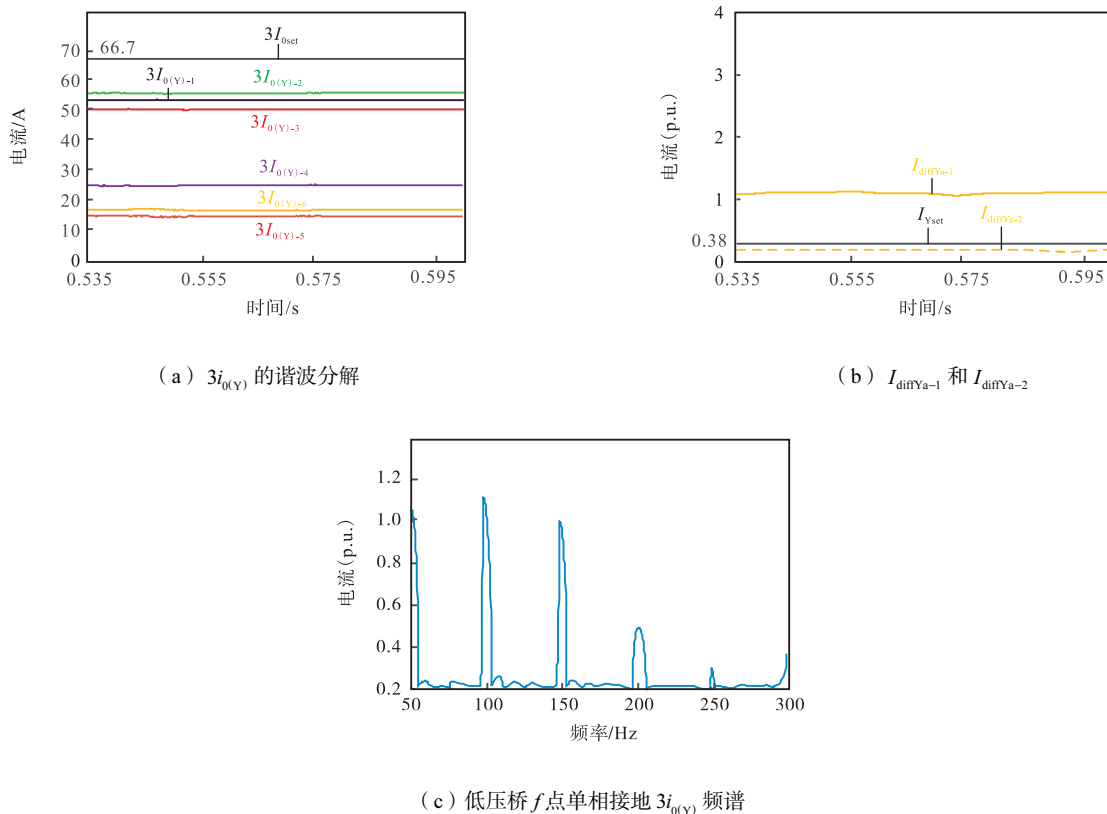 电流/A
70
60
50
40
30
20
10
0
66.7
3I0set
3I0(Y)-1
3I0(Y)-2
3I0(Y)-3
3I0(Y)-4
3I0(Y)-6
3I0(Y)-5
0.535
0.555
0.575
0.595
时间/s
(a) 3i0(Y) 的谐波分解
电流(p.u.)
4
3
2
1
0.38
0
IdiffYa-1
IYset
IdiffYa-2
0.535
0.555
0.575
0.595
时间/s
(b) IdiffYa-1 和 IdiffYa-2
电流(p.u.)
1.2
1.0
0.8
0.6
0.4
0.2
50
100
150
200
250
300
频率/Hz
(c) 低压桥 f 点单相接地 3i0(Y) 频谱